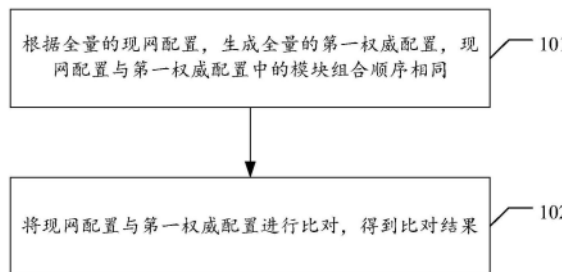 根据全量的现网配置，生成全量的第一权威配置，现
网配置与第一权威配置中的模块组合顺序相同
101
将现网配置与第一权威配置进行比对，得到比对结果
102